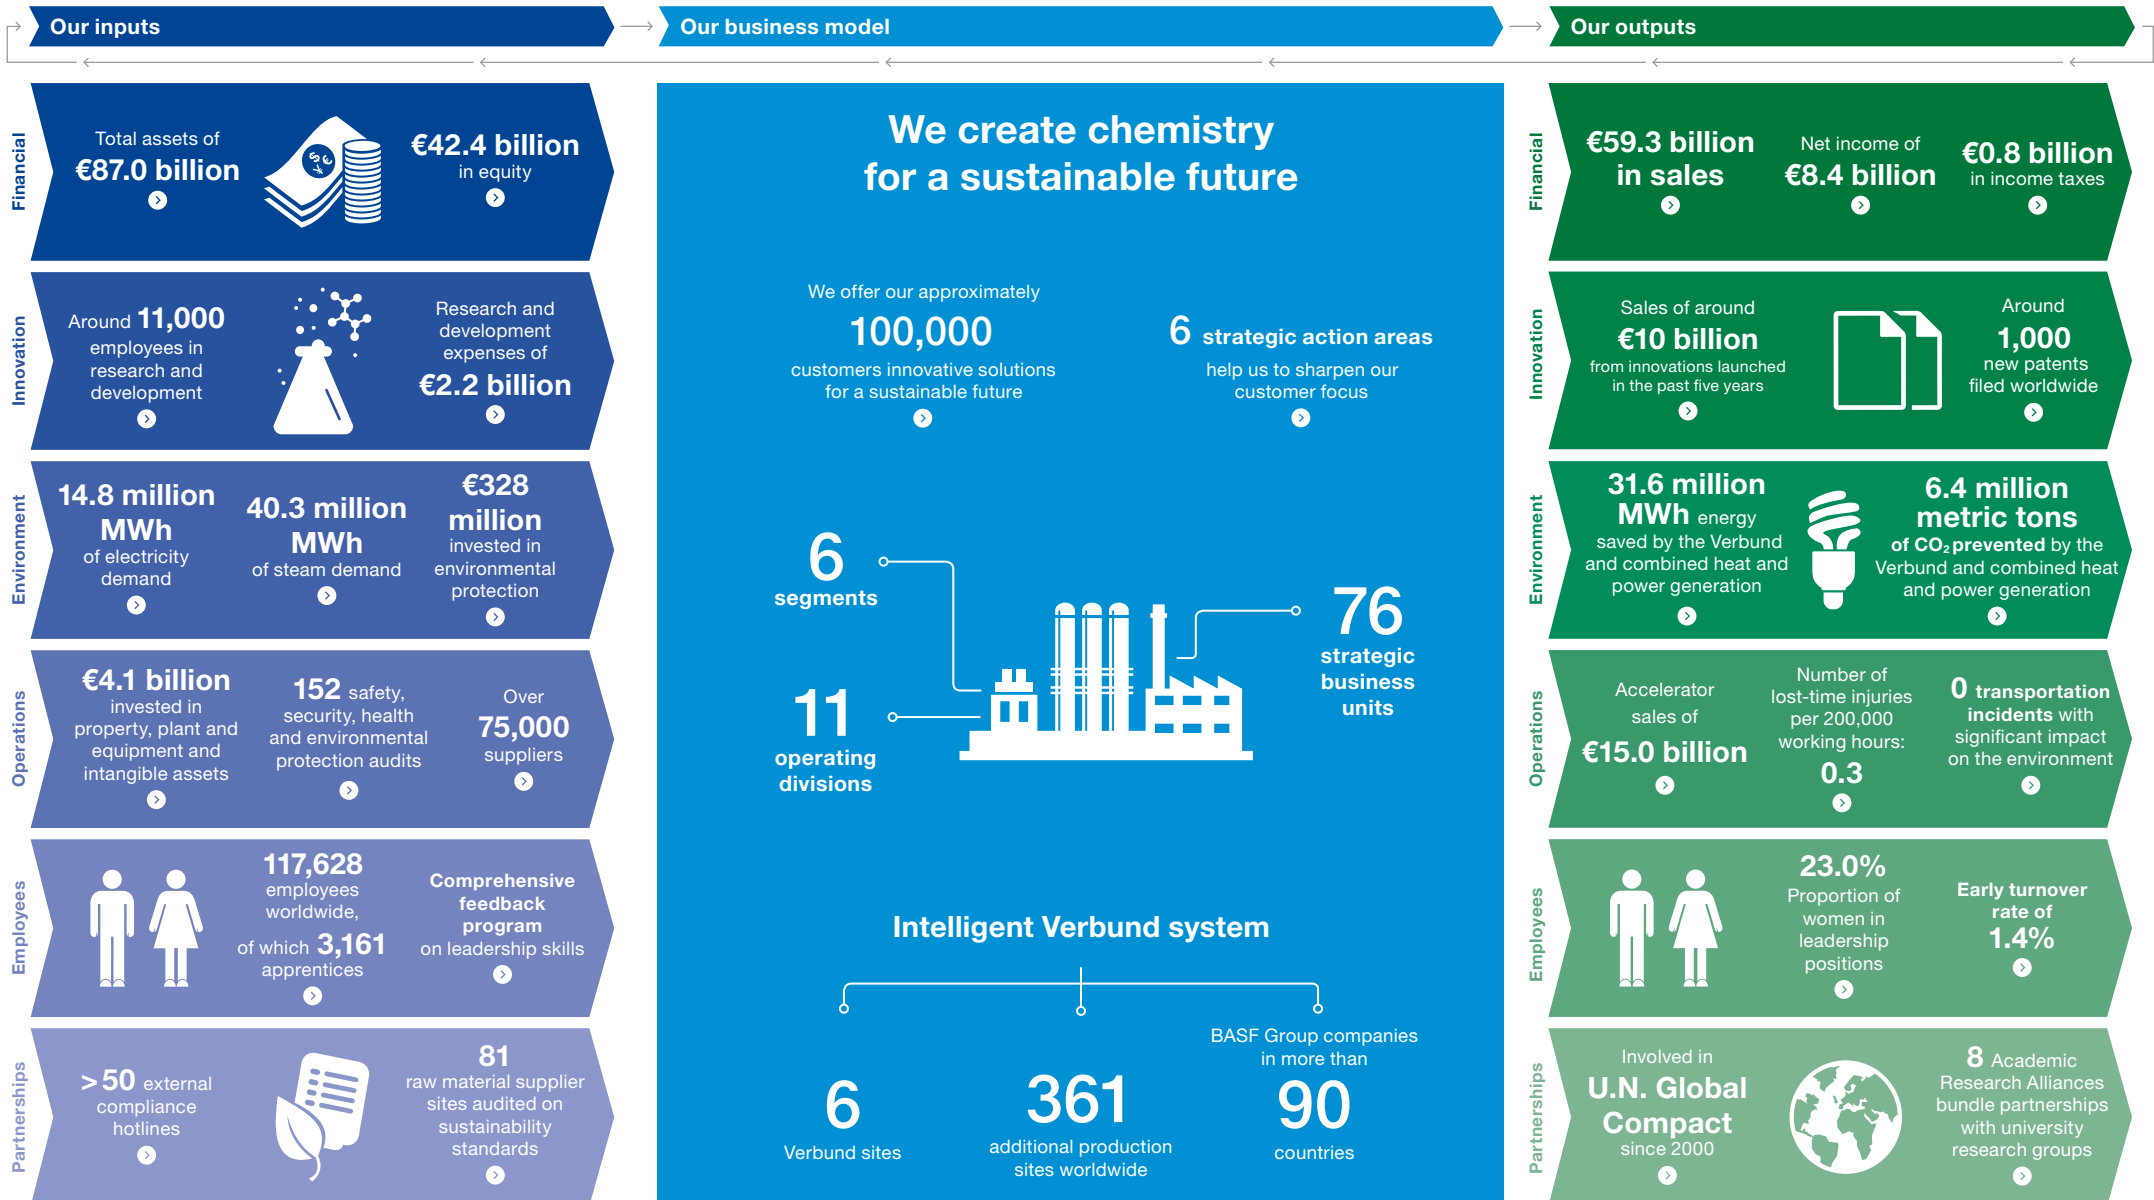 Our inputs
Our business model
Our outputs
Financial
Total assets of
€87.0 billion
€42.4 billion
in equity
Innovation
Around 11,000
employees in
research and
development
Research and
development
expenses of
€2.2 billion
Environment
14.8 million
MWh
of electricity
demand
40.3 million
MWh
of steam demand
€328
million
invested in
environmental
protection
Operations
€4.1 billion
invested in
property, plant and
equipment and
intangible assets
152 safety,
security, health
and environmental
protection audits
Over
75,000
suppliers
Employees
117,628
employees
worldwide,
of which 3,161
apprentices
Comprehensive
feedback
program
on leadership skills
Partnerships
> 50 external
compliance
hotlines
81
raw material supplier
sites audited on
sustainability
standards
We create chemistry
for a sustainable future
We offer our approximately
100,000
customers innovative solutions
for a sustainable future
6 strategic action areas
help us to sharpen our
customer focus
6
segments
11
operating
divisions
76
strategic
business
units
Intelligent Verbund system
6
Verbund sites
361
additional production
sites worldwide
BASF Group companies
in more than
90
countries
Financial
€59.3 billion
in sales
Net income of
€8.4 billion
€0.8 billion
in income taxes
Innovation
Sales of around
€10 billion
from innovations launched
in the past five years
Around
1,000
new patents
filed worldwide
Environment
31.6 million
MWh energy
saved by the Verbund
and combined heat and
power generation
6.4 million
metric tons
of CO₂ prevented by the
Verbund and combined heat
and power generation
Operations
Accelerator
sales of
€15.0 billion
Number of
lost-time injuries
per 200,000
working hours:
0.3
0 transportation
incidents with
significant impact
on the environment
Employees
23.0%
Proportion of
women in
leadership
positions
Early turnover
rate of
1.4%
Partnerships
Involved in
U.N. Global
Compact
since 2000
8 Academic
Research Alliances
bundle partnerships
with university
research groups